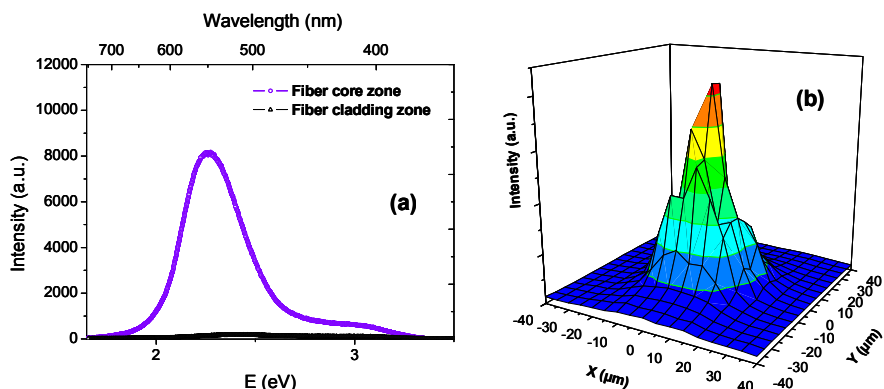 Wavelength (nm)
700 600 500 400
12000
10000
8000
6000
4000
2000
0
Intensity (a.u.)
Fiber core zone
Fiber cladding zone
(a)
2 3
E (eV)
(b)
Intensity (a.u.)
-40 -30 -20 -10 0 10 20 30 40
X (µm)
-40 -30 -20 -10 0 10 20 30 40
Y (µm)